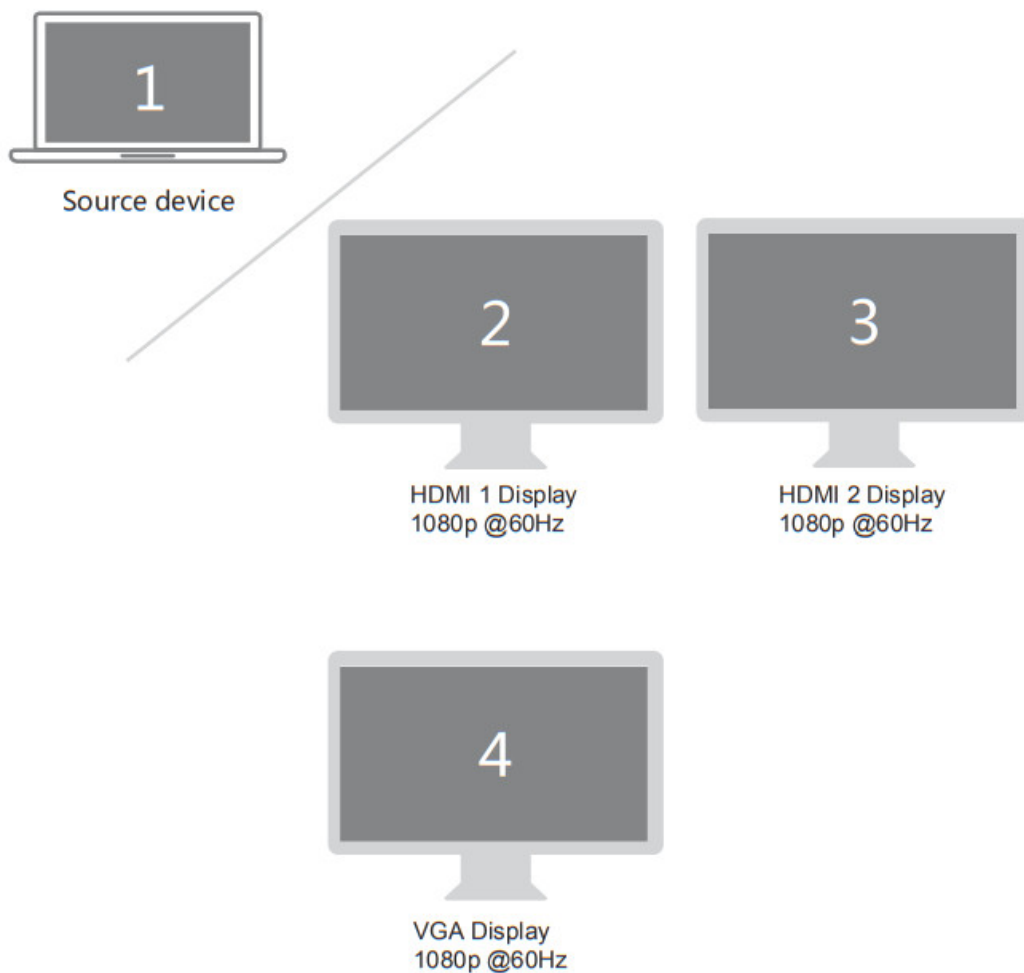 1
Source device
2
3
HDMI 1 Display
1080p @60Hz
HDMI 2 Display
1080p @60Hz
4
VGA Display
1080p @60Hz